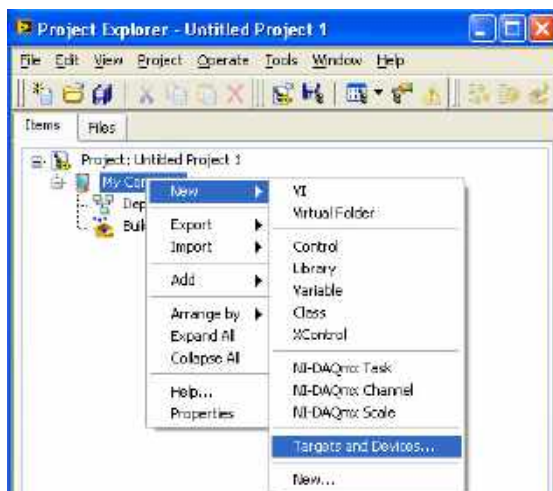 Project Explorer - Untitled Project 1
File Edit View Project Operate Tools Window Help
Items Files
Project: Untitled Project 1
My Com
Dep
Buil
New
Export
Import
Add
Arrange by
Expand All
Collapse All
Help...
Properties
VI
Virtual Folder
Control
Library
Variable
Class
XControl
NI-DAQmx Task
NI-DAQmx Channel
NI-DAQmx Scale
Targets and Devices...
New...